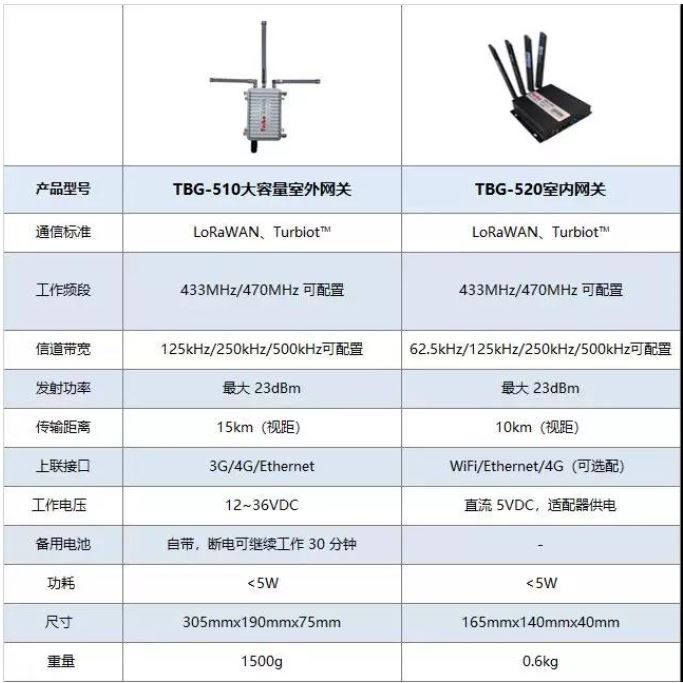 产品型号 TBG-510大容量室外网关 TBG-520室内网关
通信标准 LoRaWAN、Turbiot™ LoRaWAN、Turbiot™
工作频段 433MHz/470MHz 可配置 433MHz/470MHz 可配置
信道带宽 125kHz/250kHz/500kHz可配置 62.5kHz/125kHz/250kHz/500kHz可配置
发射功率 最大 23dBm 最大 23dBm
传输距离 15km（视距） 10km（视距）
上联接口 3G/4G/Ethernet WiFi/Ethernet/4G（可选配）
工作电压 12~36VDC 直流 5VDC，适配器供电
备用电池 自带，断电可继续工作 30 分钟 -
功耗 <5W <5W
尺寸 305mmx190mmx75mm 165mmx140mmx40mm
重量 1500g 0.6kg